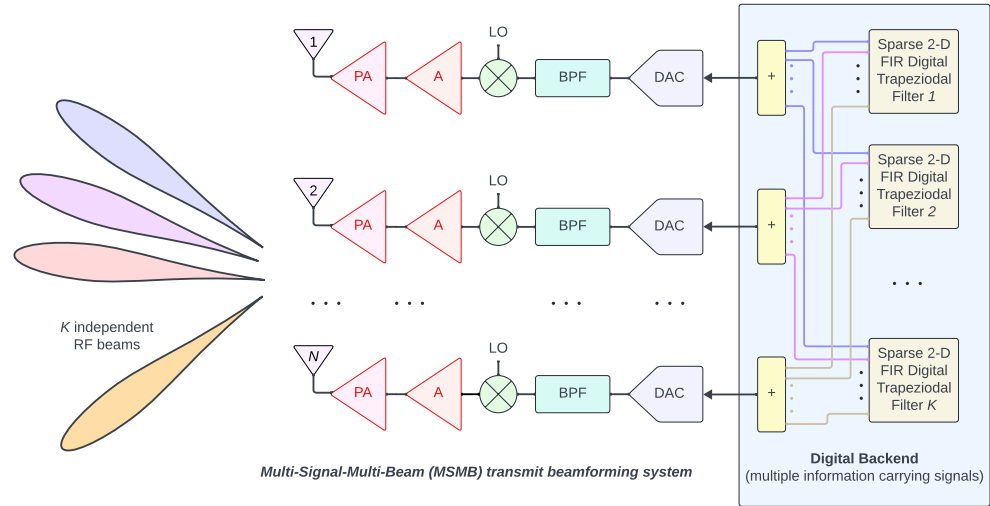 1
PA
A
LO
BPF
DAC
+
Sparse 2-D
FIR Digital
Trapeziodal
Filter 1
2
PA
A
LO
BPF
DAC
+
Sparse 2-D
FIR Digital
Trapeziodal
Filter 2
K independent
RF beams
N
PA
A
LO
BPF
DAC
+
Sparse 2-D
FIR Digital
Trapeziodal
Filter K
Multi-Signal-Multi-Beam (MSMB) transmit beamforming system
Digital Backend
(multiple information carrying signals)